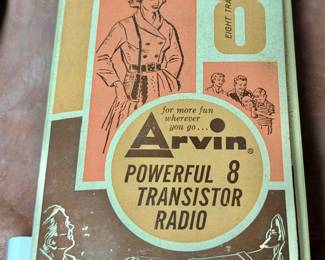 8
EIGHT TRA
for more fun
wherever
you go...
Arvin®
POWERFUL 8
TRANSISTOR
RADIO